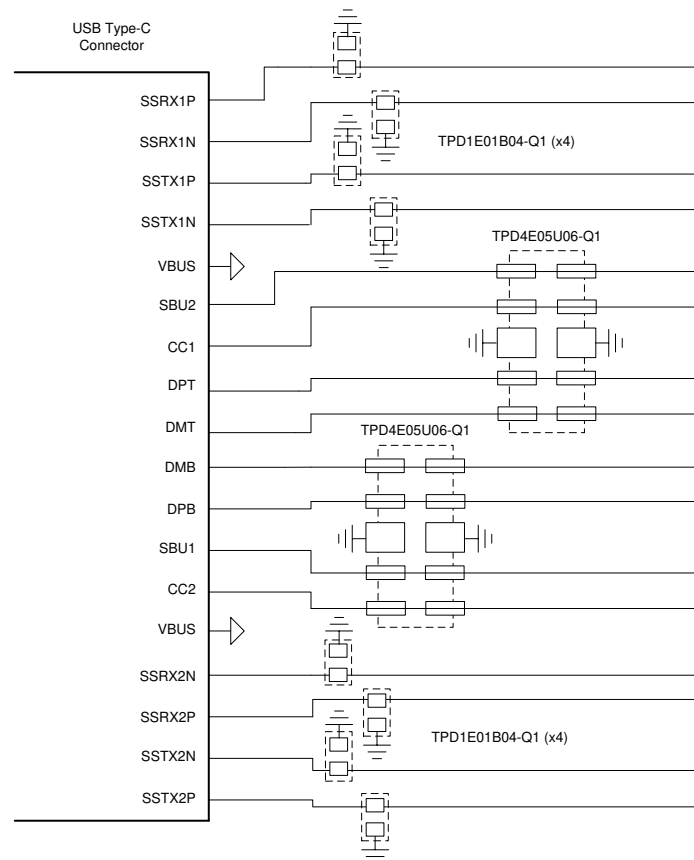 USB Type-C
Connector
SSRX1P
SSRX1N
TPD1E01B04-Q1 (x4)
SSTX1P
SSTX1N
TPD4E05U06-Q1
VBUS
SBU2
CC1
DPT
DMT
TPD4E05U06-Q1
DMB
DPB
SBU1
CC2
VBUS
SSRX2N
SSRX2P
TPD1E01B04-Q1 (x4)
SSTX2N
SSTX2P